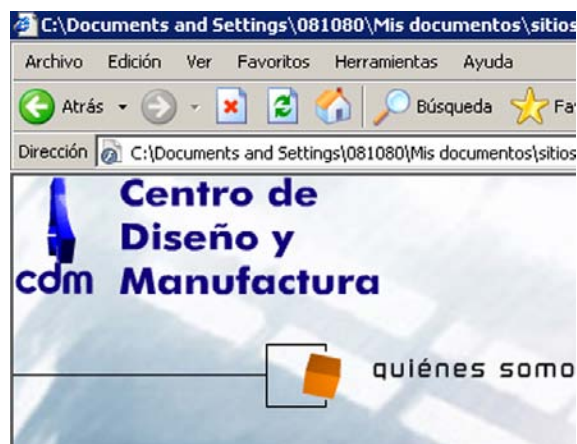 C:\Documents and Settings\081080\Mis documentos\sitios
Archivo Edición Ver Favoritos Herramientas Ayuda
Atrás Búsqueda Fa
Dirección C:\Documents and Settings\081080\Mis documentos\sitios
Centro de
Diseño y
cdm Manufactura
quiénes somo